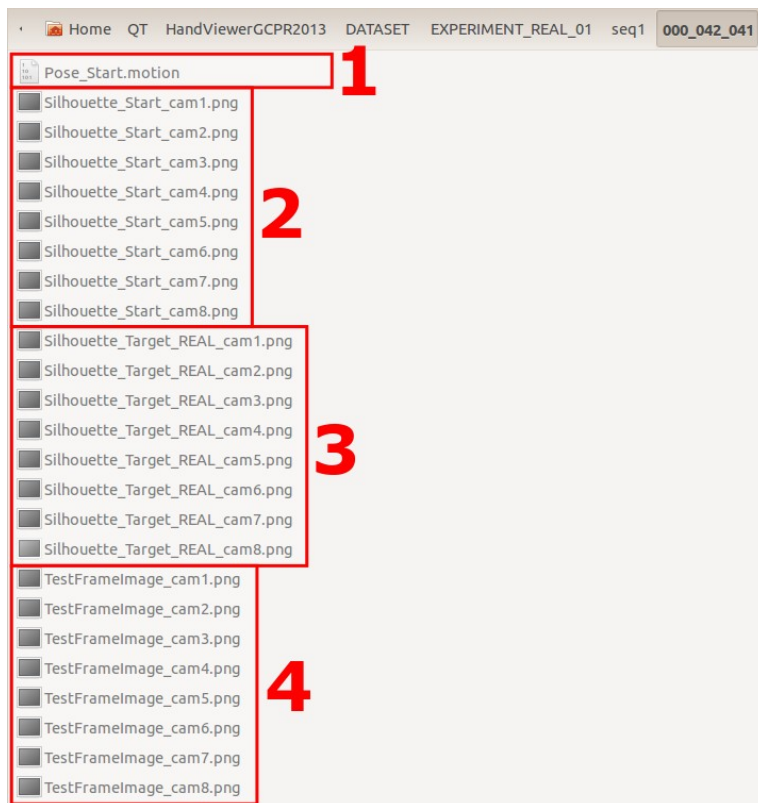 Home QT HandViewerGCPR2013 DATASET EXPERIMENT_REAL_01 seq1 000_042_041
Pose_Start.motion
1
Silhouette_Start_cam1.png
Silhouette_Start_cam2.png
Silhouette_Start_cam3.png
Silhouette_Start_cam4.png
Silhouette_Start_cam5.png
Silhouette_Start_cam6.png
Silhouette_Start_cam7.png
Silhouette_Start_cam8.png
2
Silhouette_Target_REAL_cam1.png
Silhouette_Target_REAL_cam2.png
Silhouette_Target_REAL_cam3.png
Silhouette_Target_REAL_cam4.png
Silhouette_Target_REAL_cam5.png
Silhouette_Target_REAL_cam6.png
Silhouette_Target_REAL_cam7.png
Silhouette_Target_REAL_cam8.png
3
TestFrameImage_cam1.png
TestFrameImage_cam2.png
TestFrameImage_cam3.png
TestFrameImage_cam4.png
TestFrameImage_cam5.png
TestFrameImage_cam6.png
TestFrameImage_cam7.png
TestFrameImage_cam8.png
4